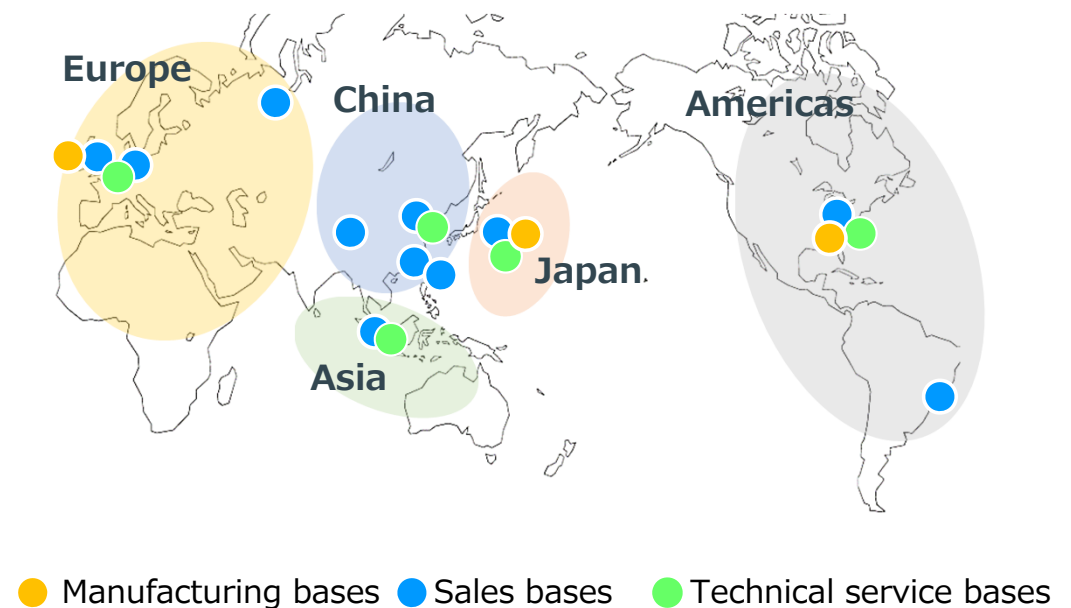 Europe
China
Americas
Japan
Asia
Manufacturing bases
Sales bases
Technical service bases